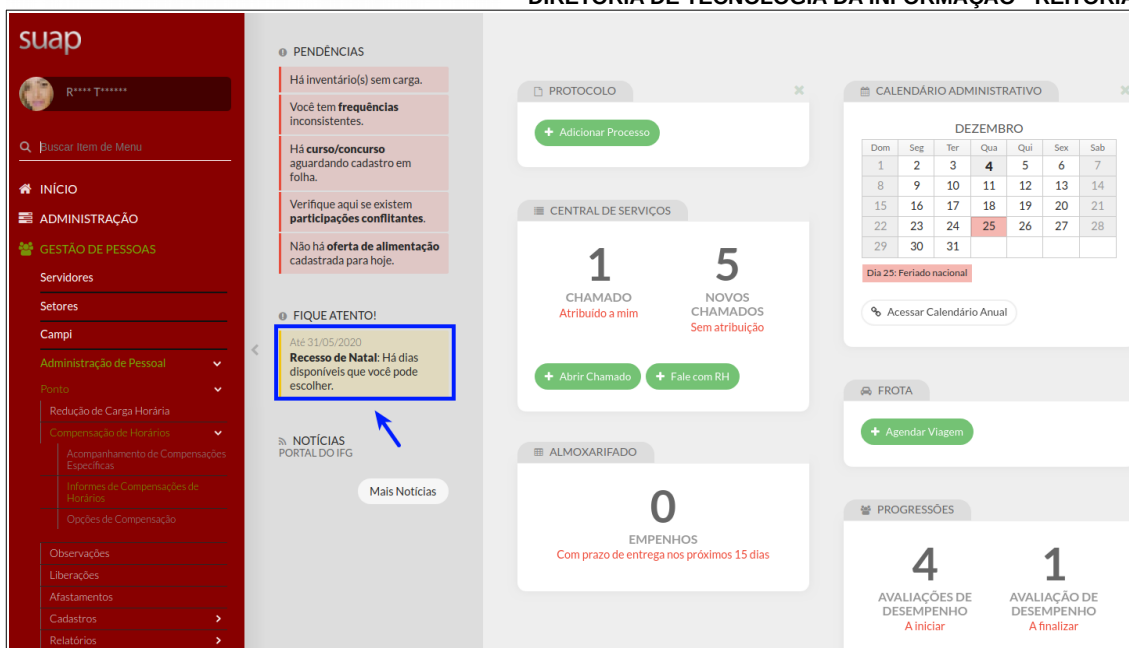 DIRETORIA DE TECNOLOGIA DA INFORMAÇÃO - REITORIA
suap
R**** T******
Buscar Item de Menu
INÍCIO
ADMINISTRAÇÃO
GESTÃO DE PESSOAS
Servidores
Setores
Campi
Administração de Pessoal
Ponto
Redução de Carga Horária
Compensação de Horários
Acompanhamento de Compensações
Específicas
Informes de Compensações de
Horários
Opções de Compensação
Observações
Liberações
Afastamentos
Cadastros
Relatórios
PENDÊNCIAS
Há inventário(s) sem carga.
Você tem frequências
inconsistentes.
Há curso/concurso
aguardando cadastro em
folha.
Verifique aqui se existem
participações conflitantes.
Não há oferta de alimentação
cadastrada para hoje.
FIQUE ATENTO!
Até 31/05/2020
Recesso de Natal: Há dias
disponíveis que você pode
escolher.
NOTÍCIAS
PORTAL DO IFG
Mais Notícias
PROTOCOLO
+ Adicionar Processo
CENTRAL DE SERVIÇOS
1
CHAMADO
Atribuído a mim
5
NOVOS
CHAMADOS
Sem atribuição
+ Abrir Chamado
+ Fale com RH
ALMOXARIFADO
0
EMPENHOS
Com prazo de entrega nos próximos 15 dias
CALENDÁRIO ADMINISTRATIVO
DEZEMBRO
Dom Seg Ter Qua Qui Sex Sab
1 2 3 4 5 6 7
8 9 10 11 12 13 14
15 16 17 18 19 20 21
22 23 24 25 26 27 28
29 30 31
Dia 25: Feriado nacional
Acessar Calendário Anual
FROTA
+ Agendar Viagem
PROGRESSÕES
4
AVALIAÇÕES DE
DESEMPENHO
A iniciar
1
AVALIAÇÃO DE
DESEMPENHO
A finalizar